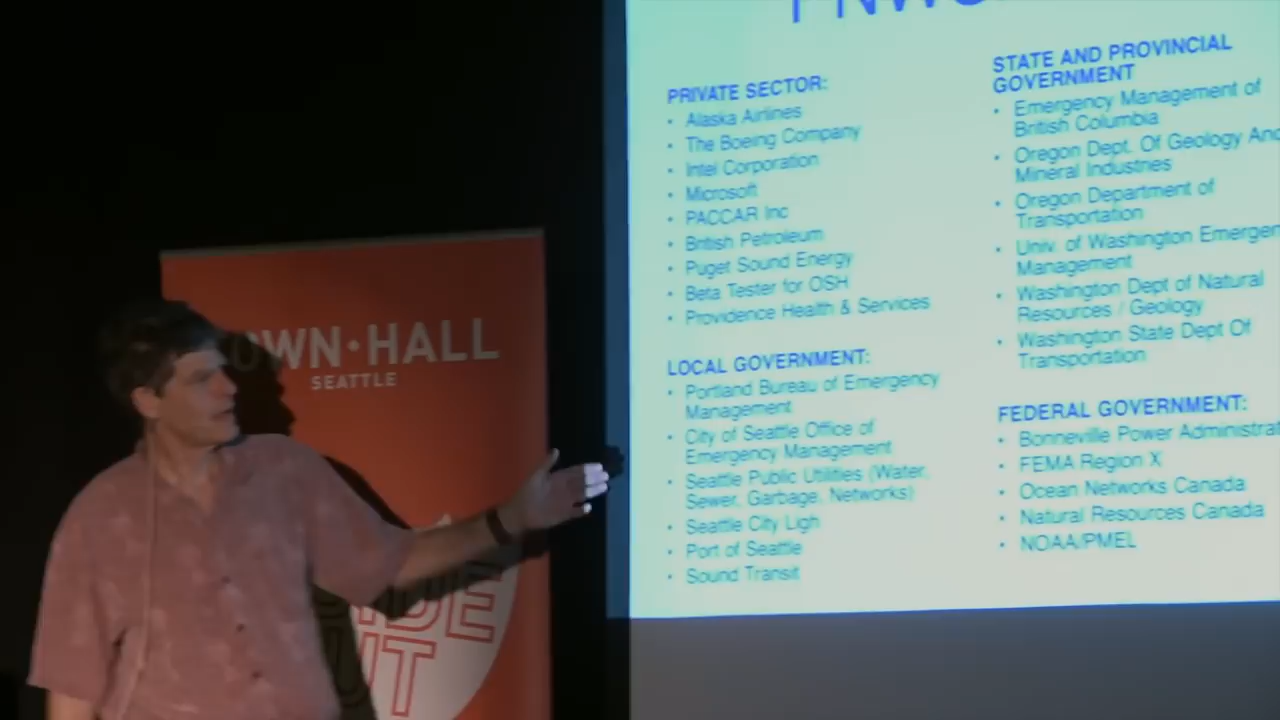 OWN·HALL
SEATTLE
IDE
UT
PNWS
PRIVATE SECTOR:
• Alaska Airlines
• The Boeing Company
• Intel Corporation
• Microsoft
• PACCAR Inc
• British Petroleum
• Puget Sound Energy
• Beta Tester for OSH
• Providence Health & Services
LOCAL GOVERNMENT:
• Portland Bureau of Emergency
Management
• City of Seattle Office of
Emergency Management
• Seattle Public Utilities (Water,
Sewer, Garbage, Networks)
• Seattle City Ligh
• Port of Seattle
• Sound Transit
STATE AND PROVINCIAL
GOVERNMENT
• Emergency Management of
British Columbia
• Oregon Dept. Of Geology And
Mineral Industries
• Oregon Department of
Transportation
• Univ. of Washington Emergen
Management
• Washington Dept of Natural
Resources / Geology
• Washington State Dept Of
Transportation
FEDERAL GOVERNMENT:
• Bonneville Power Administrat
• FEMA Region X
• Ocean Networks Canada
• Natural Resources Canada
• NOAA/PMEL